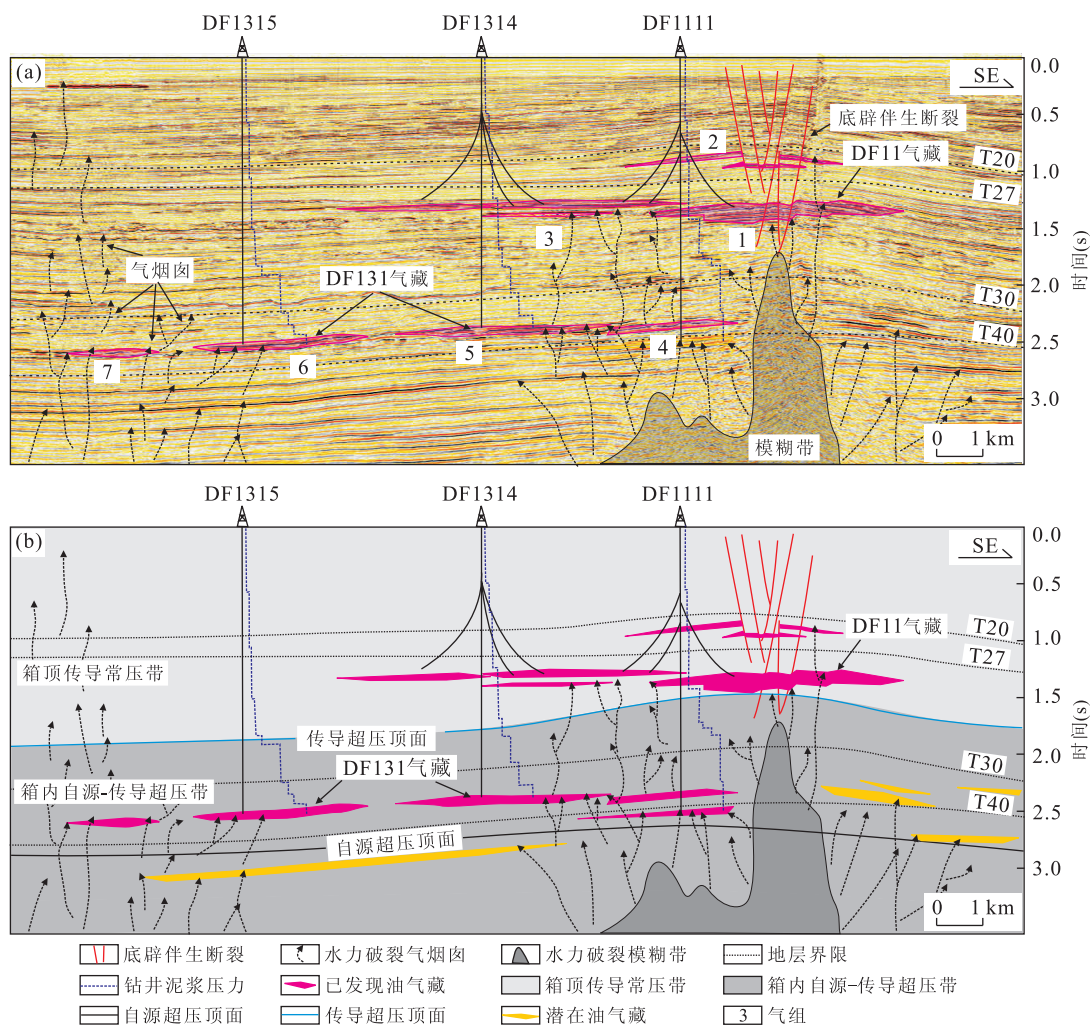 DF1315 DF1314 DF1111
(a)
SE
0.0
0.5
底辟伴生断裂
2
DF11气藏
T20
1.0
T27
3
1
1.5
时间(s)
气烟囱
DF131气藏
2.0
T30
T40
7
6
5
4
2.5
3.0
模糊带
0 1 km
DF1315 DF1314 DF1111
(b)
SE
0.0
0.5
DF11气藏
T20
1.0
箱顶传导常压带
T27
1.5
时间(s)
传导超压顶面
2.0
箱内自源-传导超压带
DF131气藏
T30
T40
2.5
自源超压顶面
3.0
0 1 km
底辟伴生断裂 水力破裂气烟囱 水力破裂模糊带 地层界限
钻井泥浆压力 已发现油气藏 箱顶传导常压带 箱内自源-传导超压带
自源超压顶面 传导超压顶面 潜在油气藏 3 气组